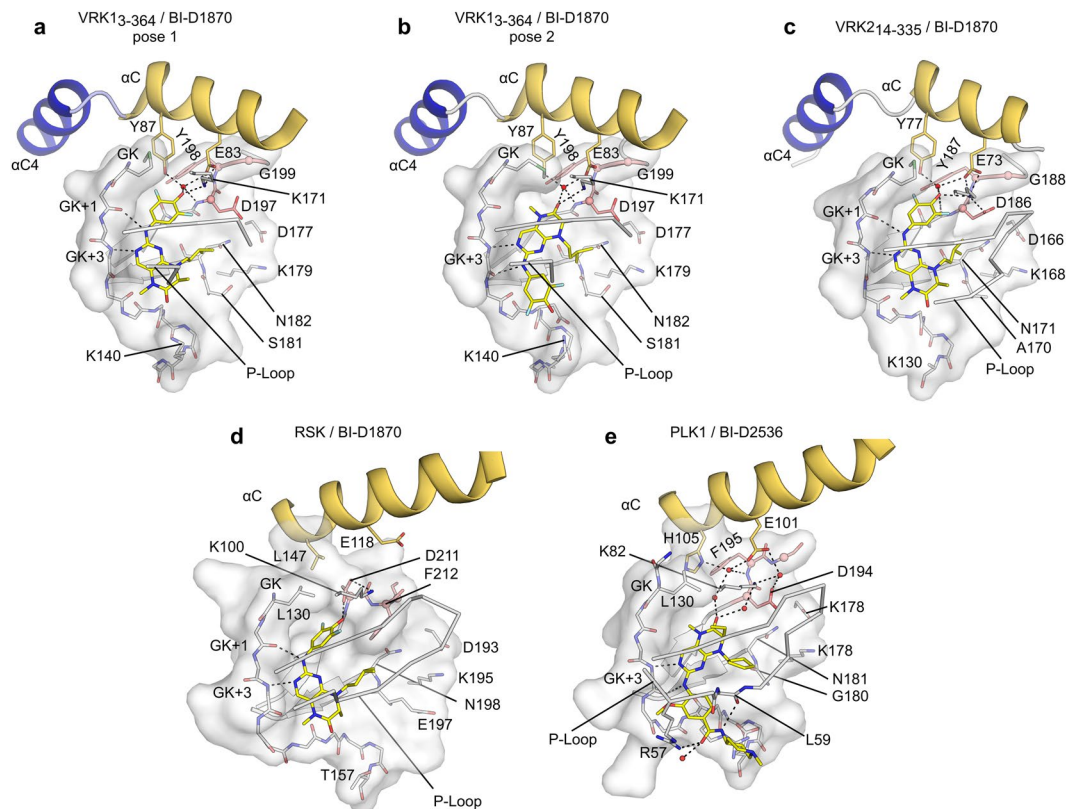 a
VRK1₃₋₃₆₄ / BI-D1870
pose 1
αC
αC4
Y87
Y198
GK
E83
G199
K171
GK+1
D197
D177
GK+3
K179
N182
S181
K140
P-Loop
b
VRK1₃₋₃₆₄ / BI-D1870
pose 2
αC
αC4
Y87
Y198
GK
E83
G199
K171
D197
D177
GK+3
K179
N182
S181
K140
P-Loop
c
VRK2₁₄₋₃₃₅ / BI-D1870
αC
αC4
Y77
GK
Y187
E73
G188
GK+1
D186
GK+3
D166
K168
N171
A170
K130
P-Loop
d
RSK / BI-D1870
αC
E118
K100
L147
D211
F212
GK
L130
GK+1
D193
GK+3
K195
N198
E197
T157
P-Loop
e
PLK1 / BI-D2536
αC
E101
H105
F195
K82
GK
L130
D194
K178
K178
GK+3
N181
G180
P-Loop
R57
L59